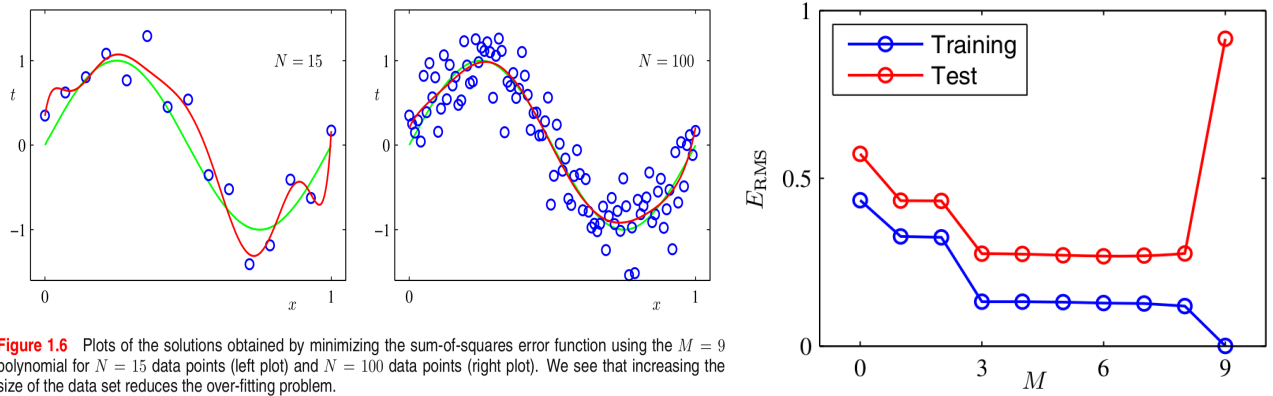 1
0
−1
t
N = 15
0
x
1
1
0
−1
t
N = 100
0
x
1
Figure 1.6 Plots of the solutions obtained by minimizing the sum-of-squares error function using the M = 9
polynomial for N = 15 data points (left plot) and N = 100 data points (right plot). We see that increasing the
size of the data set reduces the over-fitting problem.
1
0.5
0
E_RMS
Training
Test
0
3
6
9
M